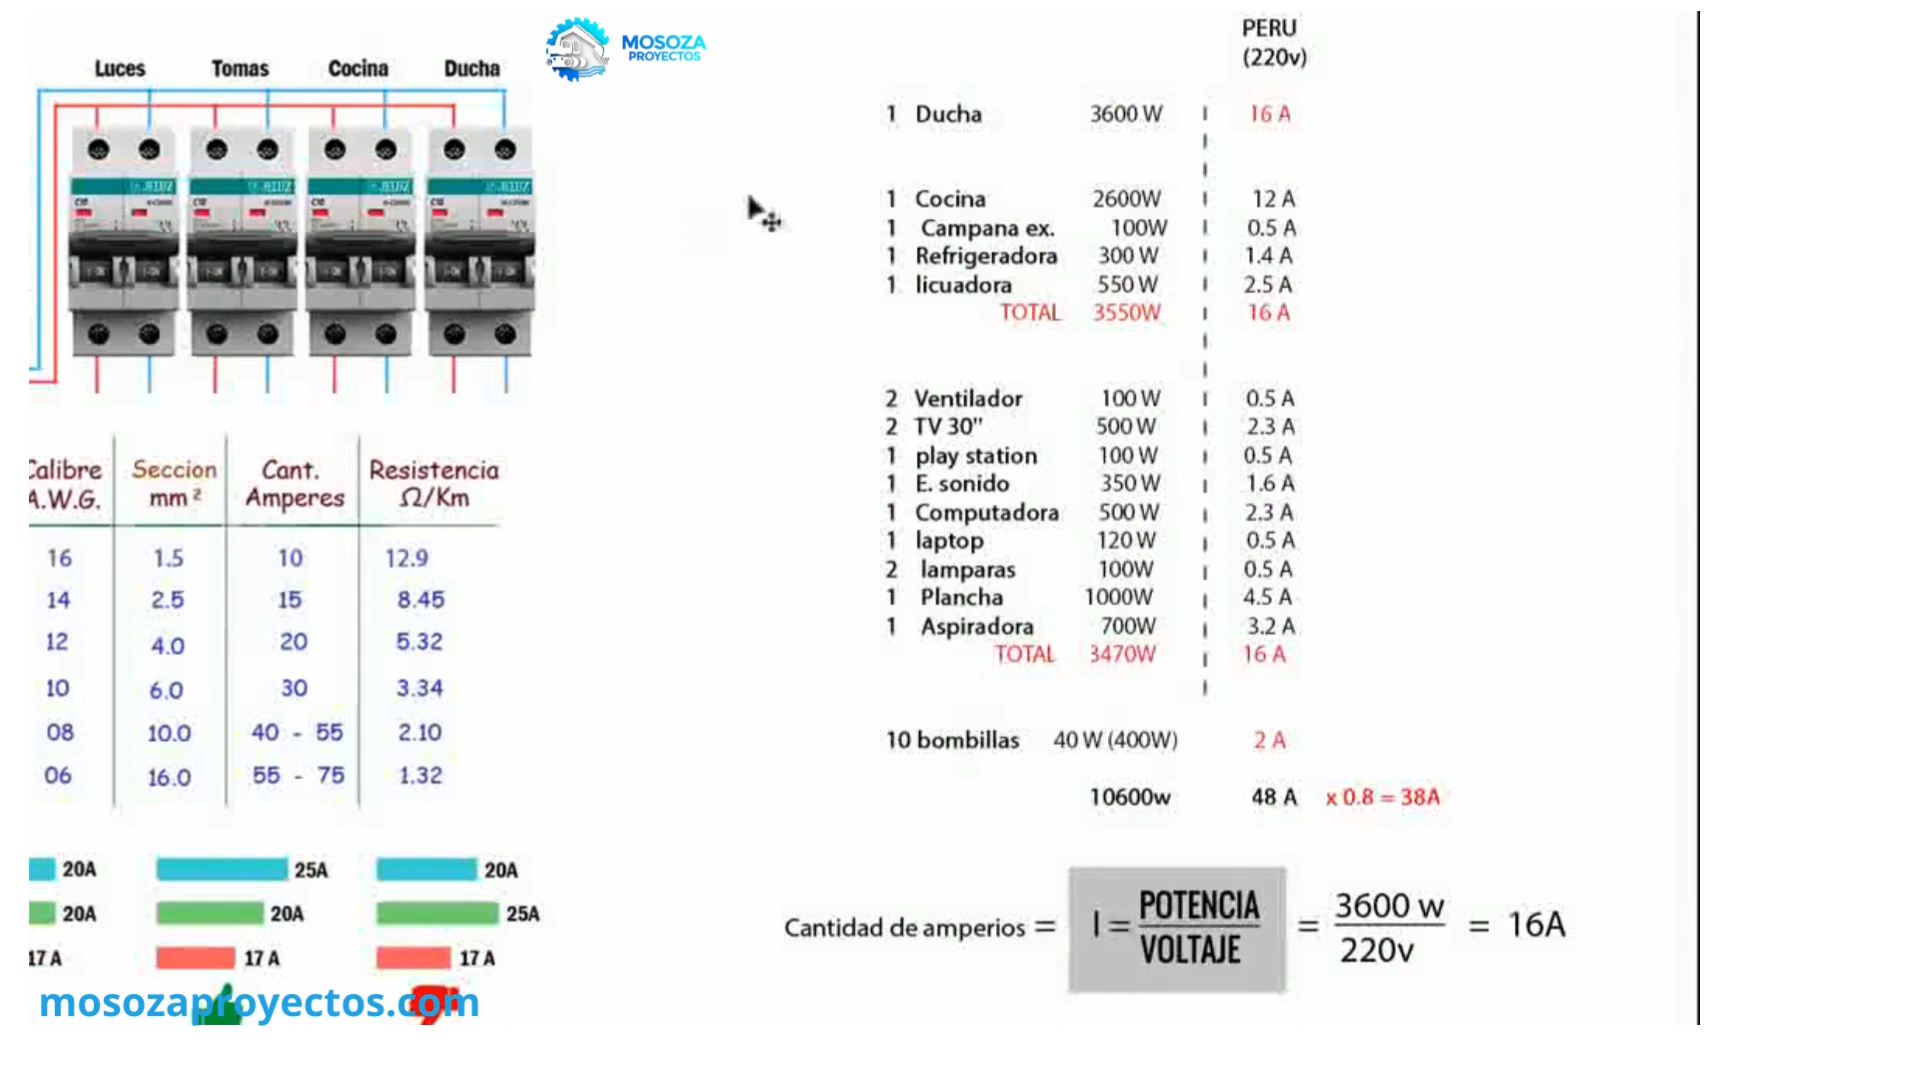 MOSOZA
PROYECTOS
Luces Tomas Cocina Ducha
Calibre A.W.G. Seccion mm² Cant. Amperes Resistencia Ω/Km
16 1.5 10 12.9
14 2.5 15 8.45
12 4.0 20 5.32
10 6.0 30 3.34
08 10.0 40 - 55 2.10
06 16.0 55 - 75 1.32
20A 25A 20A
20A 20A 25A
17 A 17 A 17 A
mosozaproyectos.com
PERU
(220v)
1 Ducha 3600 W 16 A
1 Cocina 2600W 12 A
1 Campana ex. 100W 0.5 A
1 Refrigeradora 300 W 1.4 A
1 licuadora 550 W 2.5 A
TOTAL 3550W 16 A
2 Ventilador 100 W 0.5 A
2 TV 30" 500 W 2.3 A
1 play station 100 W 0.5 A
1 E. sonido 350 W 1.6 A
1 Computadora 500 W 2.3 A
1 laptop 120 W 0.5 A
2 lamparas 100W 0.5 A
1 Plancha 1000W 4.5 A
1 Aspiradora 700W 3.2 A
TOTAL 3470W 16 A
10 bombillas 40 W (400W) 2 A
10600w 48 A x 0.8 = 38A
Cantidad de amperios = I = POTENCIA / VOLTAJE = 3600 w / 220v = 16A